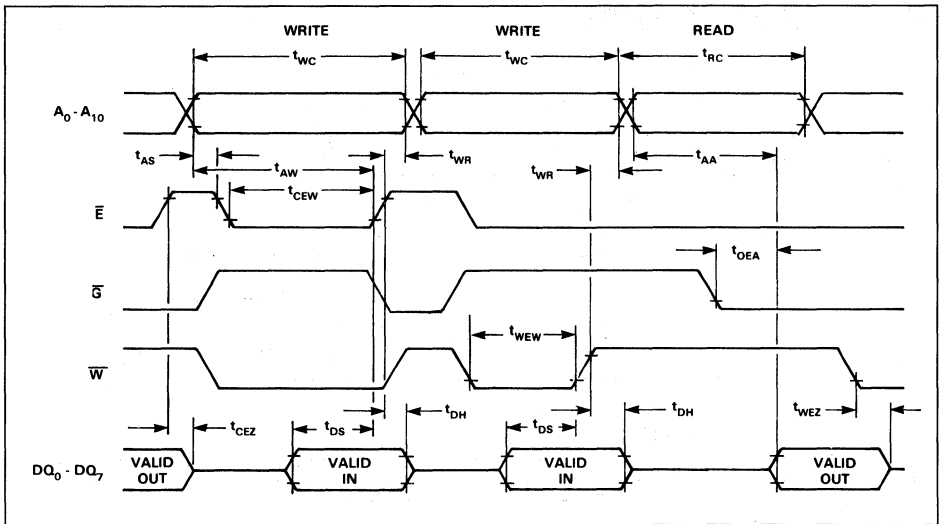 WRITE WRITE READ
tWC tWC tRC
A0 - A10
tAS tWR tAA
tAW tWR
tCEW
E̅
tOEA
G̅
tWEW
W̅
tDH tDH tWEZ
tCEZ tDS tDS
DQ0 - DQ7 VALID OUT VALID IN VALID IN VALID OUT